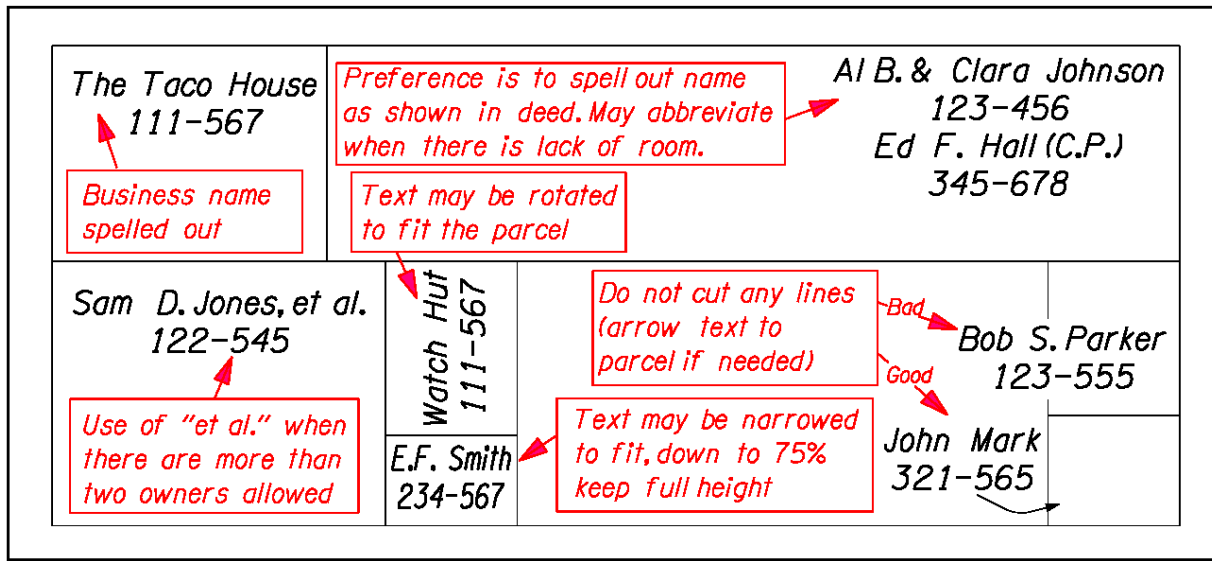 The Taco House
111-567
Business name
spelled out
Preference is to spell out name
as shown in deed. May abbreviate
when there is lack of room.
Al B. & Clara Johnson
123-456
Ed F. Hall (C.P.)
345-678
Text may be rotated
to fit the parcel
Sam D. Jones, et al.
122-545
Use of "et al." when
there are more than
two owners allowed
Watch Hut
111-567
E.F. Smith
234-567
Do not cut any lines
(arrow text to
parcel if needed)
Bad
Good
Bob S. Parker
123-555
Text may be narrowed
to fit, down to 75%
keep full height
John Mark
321-565